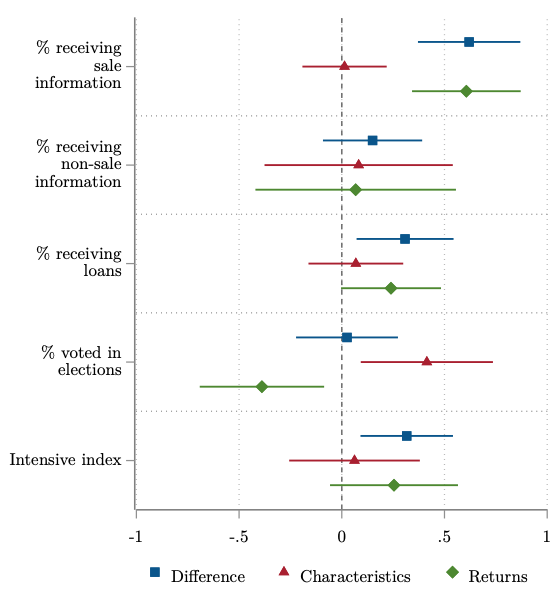 % receiving
sale
information
% receiving
non-sale
information
% receiving
loans
% voted in
elections
Intensive index
-1 -.5 0 .5 1
Difference Characteristics Returns